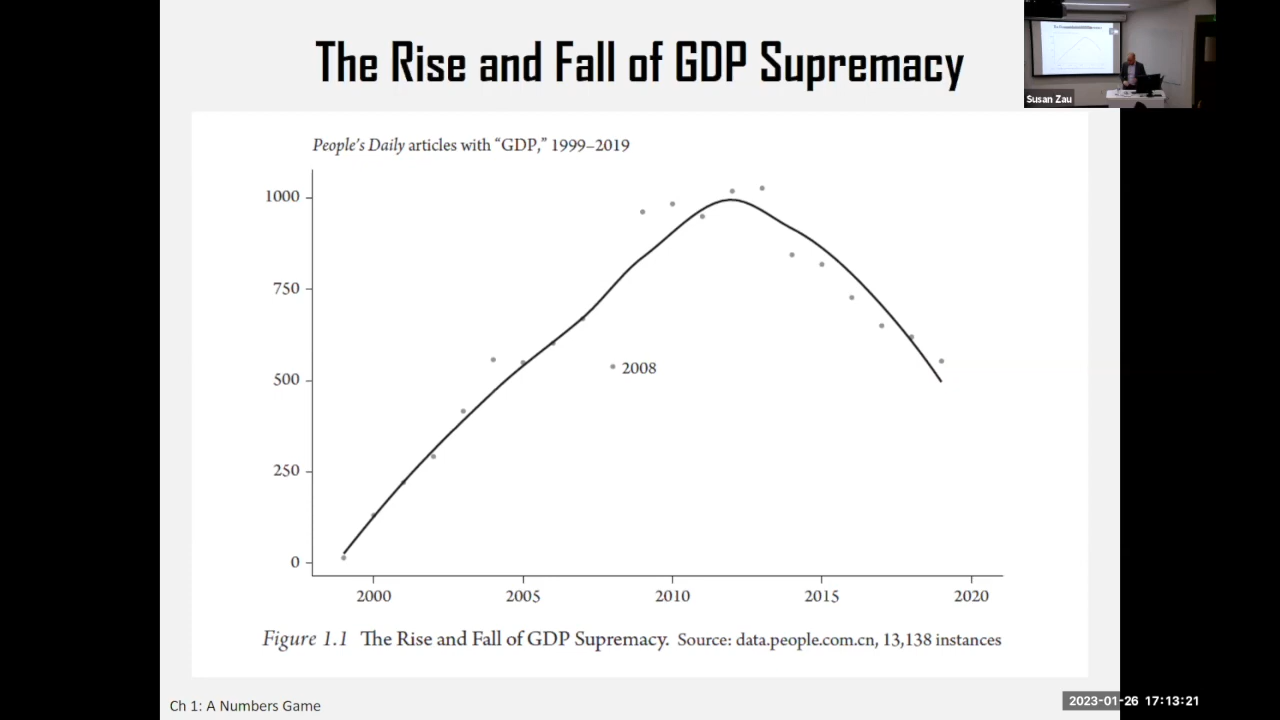 The Rise and Fall of GDP Supremacy
Susan Zau
People's Daily articles with “GDP,” 1999–2019
1000
750
500
250
0
2008
2000 2005 2010 2015 2020
Figure 1.1 The Rise and Fall of GDP Supremacy. Source: data.people.com.cn, 13,138 instances
Ch 1: A Numbers Game
2023-01-26 17:13:21